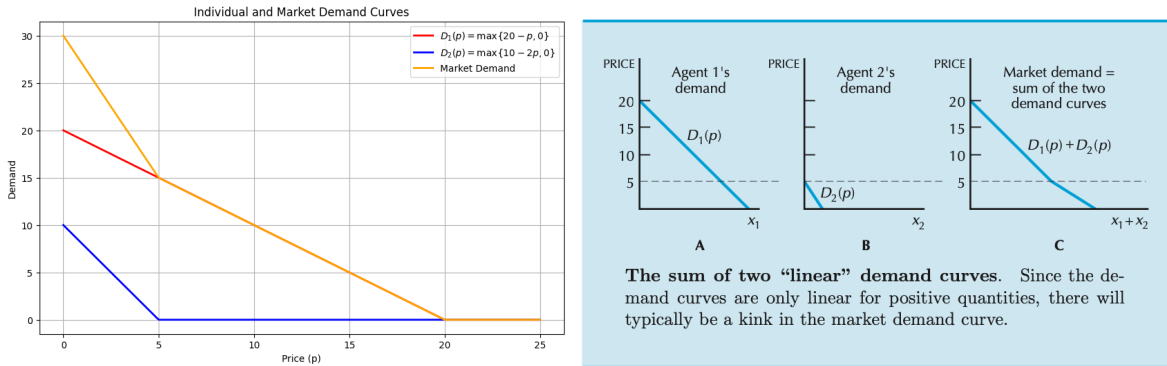 Individual and Market Demand Curves
D₁(p) = max{20 − p, 0}
D₂(p) = max{10 − 2p, 0}
Market Demand
Demand
30
25
20
15
10
5
0
0 5 10 15 20 25
Price (p)
PRICE
Agent 1's
demand
20
15
10
5
D₁(p)
x₁
A
PRICE
Agent 2's
demand
D₂(p)
x₂
B
PRICE
Market demand =
sum of the two
demand curves
20
15
10
5
D₁(p) + D₂(p)
x₁ + x₂
C
The sum of two “linear” demand curves. Since the de-
mand curves are only linear for positive quantities, there will
typically be a kink in the market demand curve.